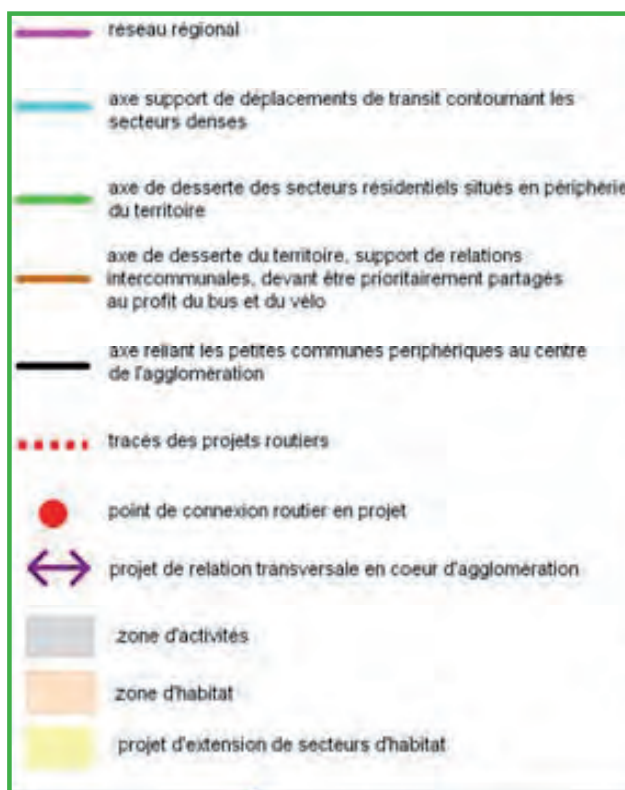 réseau régional
axe support de déplacements de transit contournant les
secteurs denses
axe de desserte des secteurs résidentiels situés en périphérie
du territoire
axe de desserte du territoire, support de relations
intercommunales, devant être prioritairement partagés
au profit du bus et du vélo
axe reliant les petites communes périphériques au centre
de l'agglomération
tracés des projets routiers
point de connexion routier en projet
projet de relation transversale en coeur d'agglomération
zone d'activités
zone d'habitat
projet d'extension de secteurs d'habitat